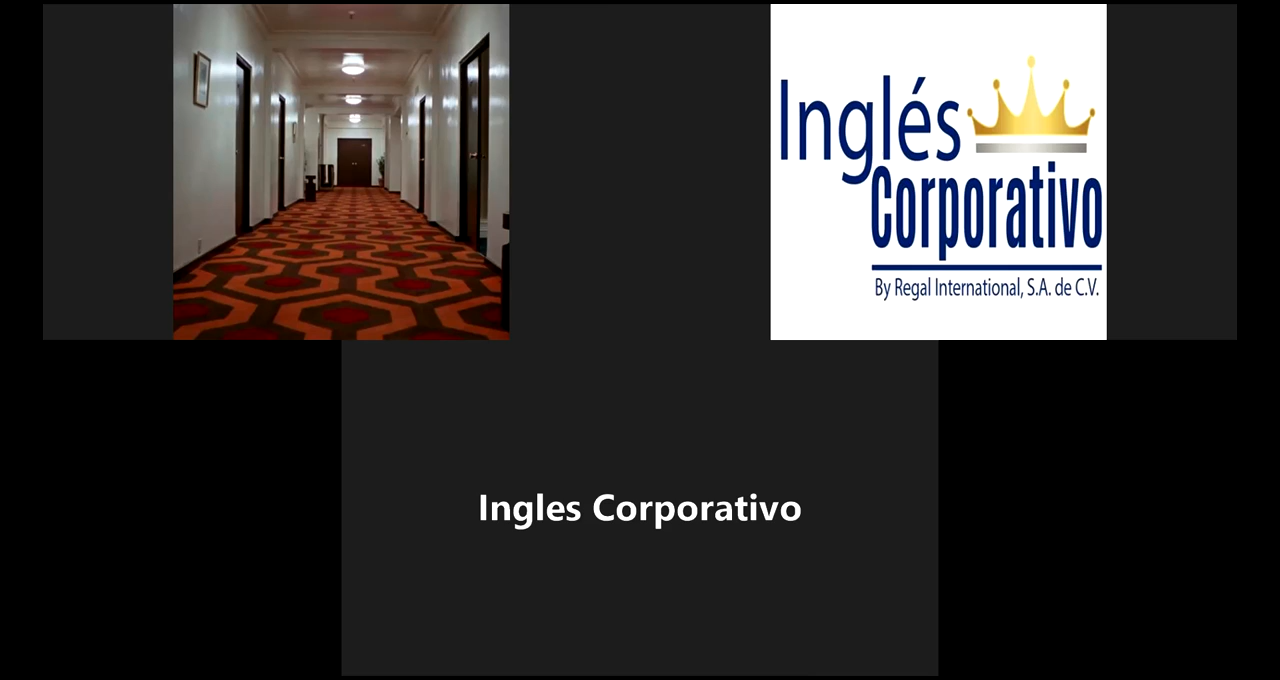 Inglés
Corporativo
By Regal International, S.A. de C.V.
Ingles Corporativo